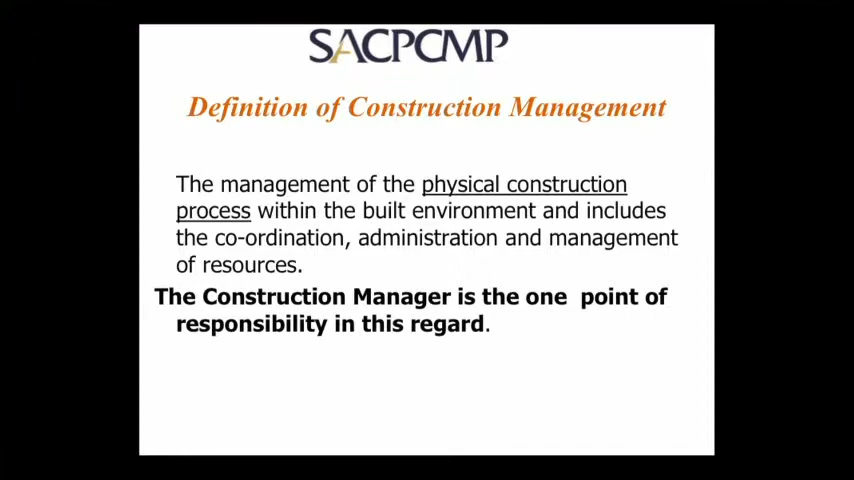 SACPCMP
Definition of Construction Management
The management of the physical construction
process within the built environment and includes
the co-ordination, administration and management
of resources.
The Construction Manager is the one  point of
responsibility in this regard.